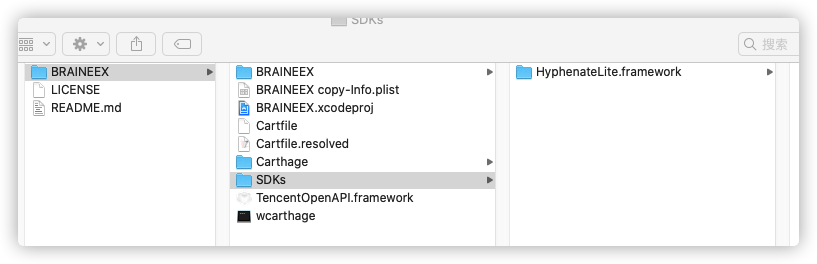 SDKs
搜索
BRAINEEX
LICENSE
README.md
BRAINEEX
BRAINEEX copy-Info.plist
BRAINEEX.xcodeproj
Cartfile
Cartfile.resolved
Carthage
SDKs
TencentOpenAPI.framework
wcarthage
HyphenateLite.framework